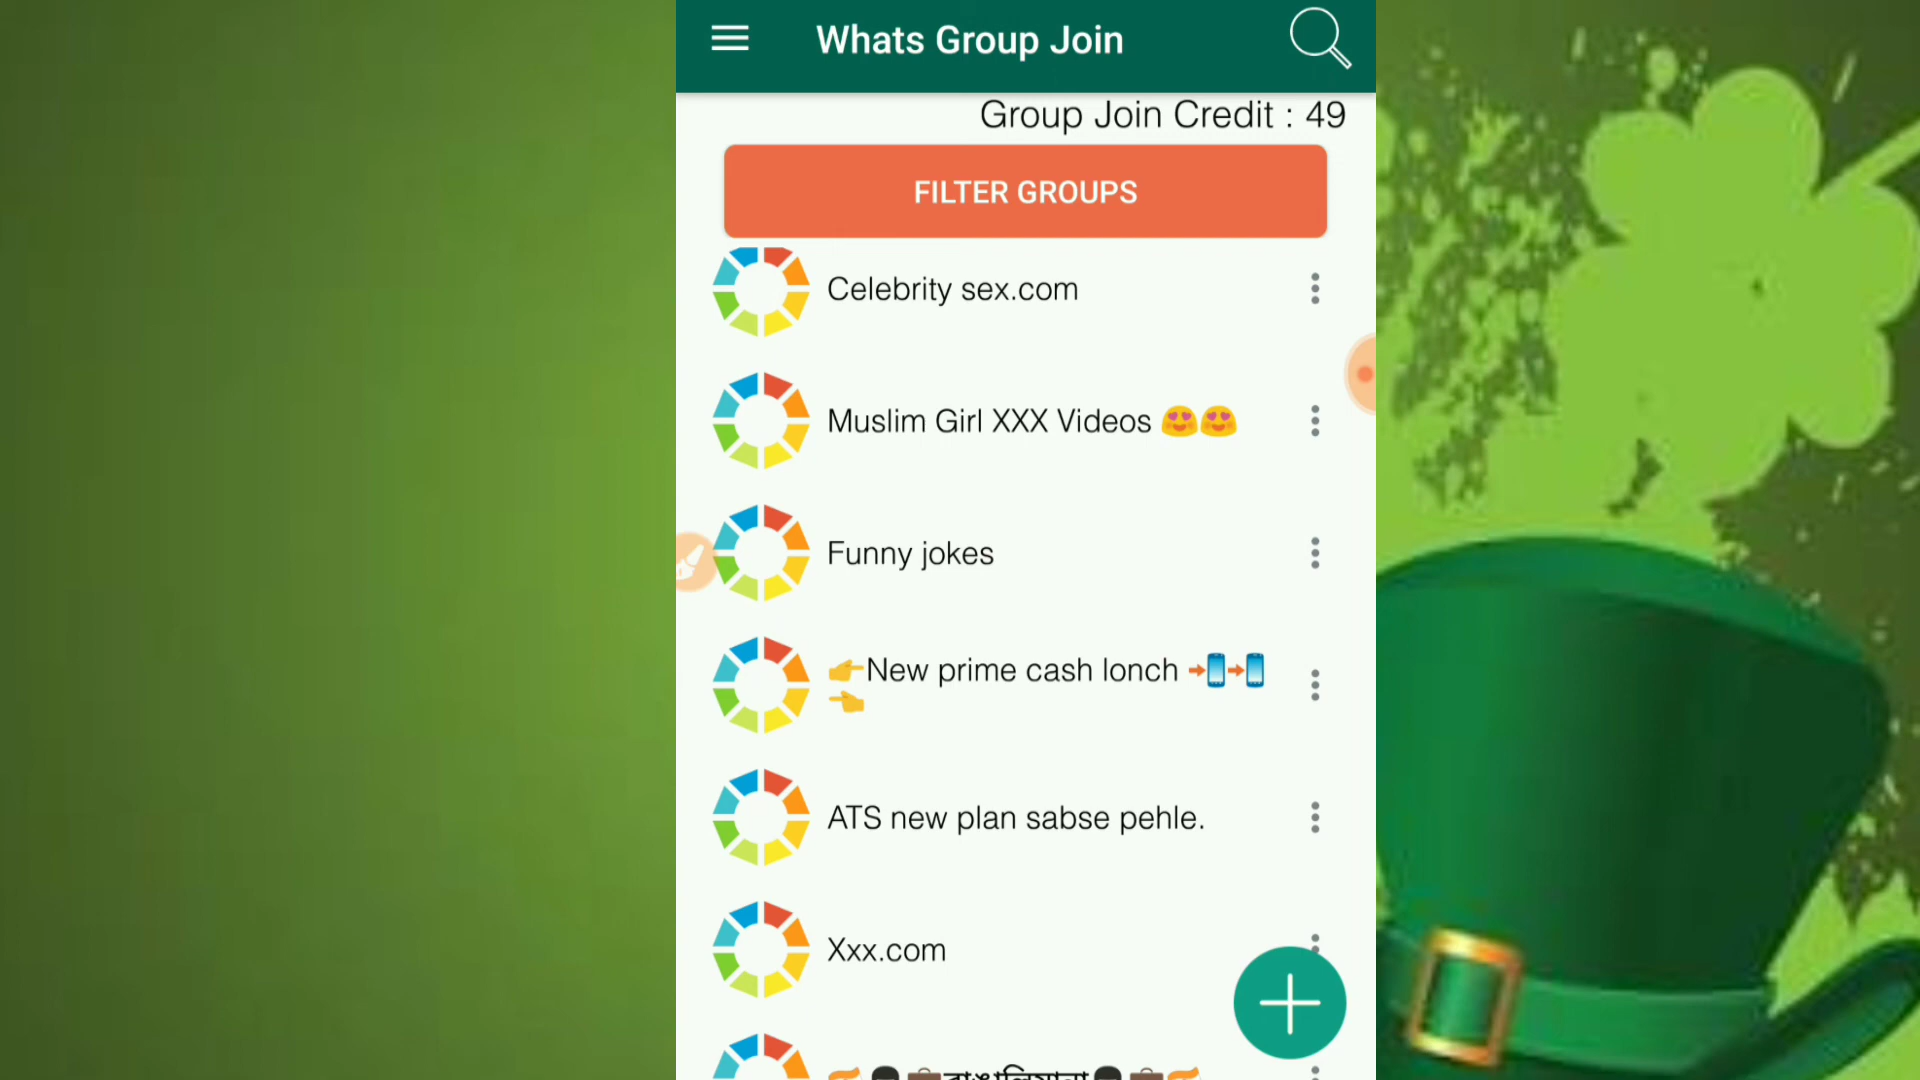 Whats Group Join
Group Join Credit : 49
FILTER GROUPS
Celebrity sex.com
Muslim Girl XXX Videos 😍😍
Funny jokes
👉New prime cash lonch 📲📲
👈
ATS new plan sabse pehle.
Xxx.com